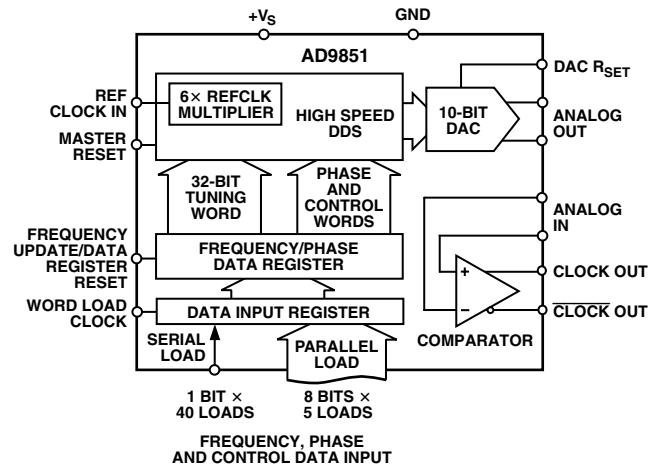 +VS
GND
AD9851
REF
CLOCK IN
6× REFCLK
MULTIPLIER
HIGH SPEED
DDS
10-BIT
DAC
DAC RSET
ANALOG
OUT
MASTER
RESET
32-BIT
TUNING
WORD
PHASE
AND
CONTROL
WORDS
ANALOG
IN
FREQUENCY
UPDATE/DATA
REGISTER
RESET
FREQUENCY/PHASE
DATA REGISTER
+
CLOCK OUT
WORD LOAD
CLOCK
DATA INPUT REGISTER
–
CLOCK OUT
COMPARATOR
SERIAL
LOAD
PARALLEL
LOAD
1 BIT ×
40 LOADS
8 BITS ×
5 LOADS
FREQUENCY, PHASE
AND CONTROL DATA INPUT